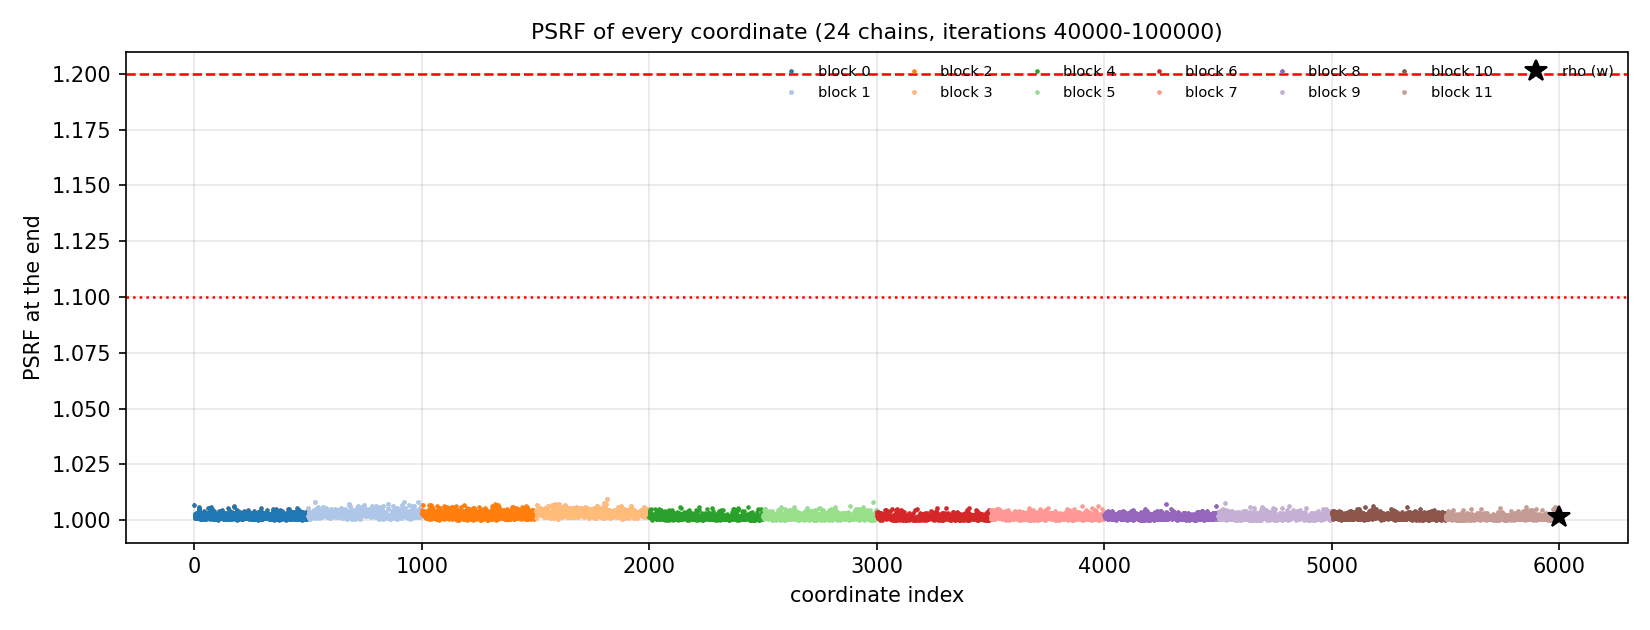 PSRF of every coordinate (24 chains, iterations 40000-100000)
block 0 block 2 block 4 block 6 block 8 block 10 rho (w)
block 1 block 3 block 5 block 7 block 9 block 11
PSRF at the end
1.200
1.175
1.150
1.125
1.100
1.075
1.050
1.025
1.000
0 1000 2000 3000 4000 5000 6000
coordinate index